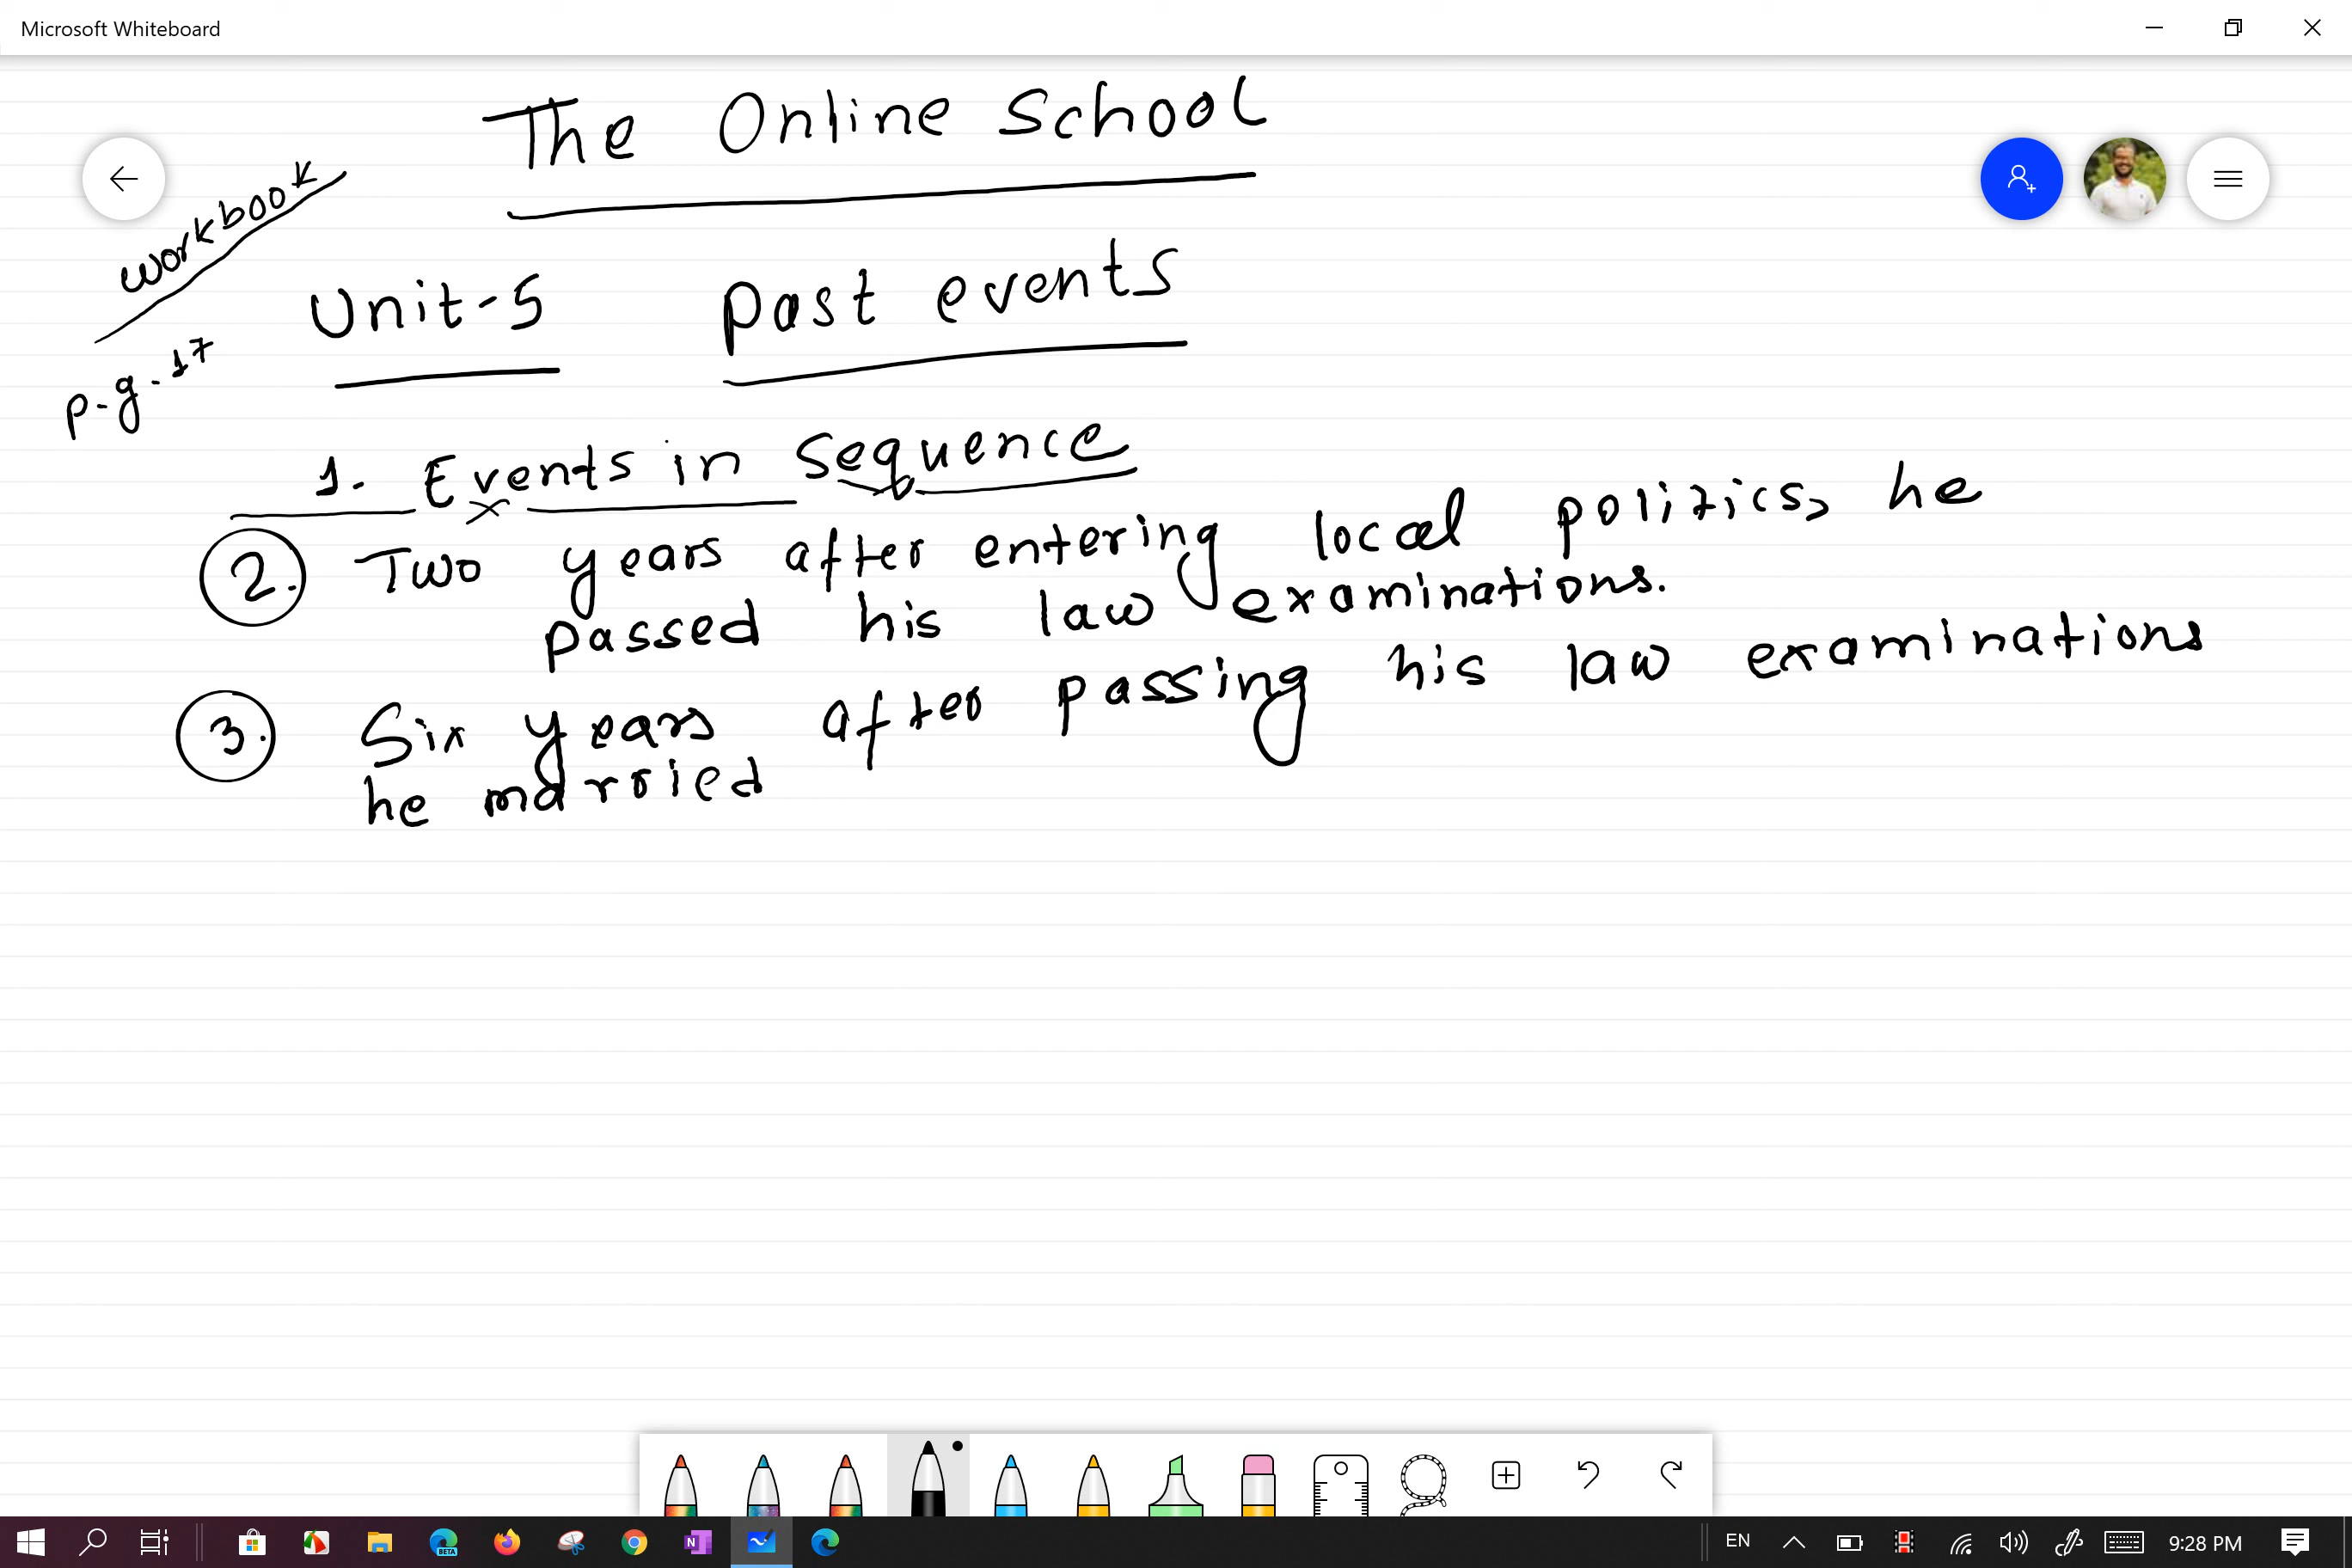 Microsoft Whiteboard
The Online School
workbook
Unit-5 past events
p-g-17
1. Events in Sequence
2. Two years after entering local politics, he
passed his law examinations.
3. Six years after passing his law examinations
he married
BETA
N
EN
9:28 PM